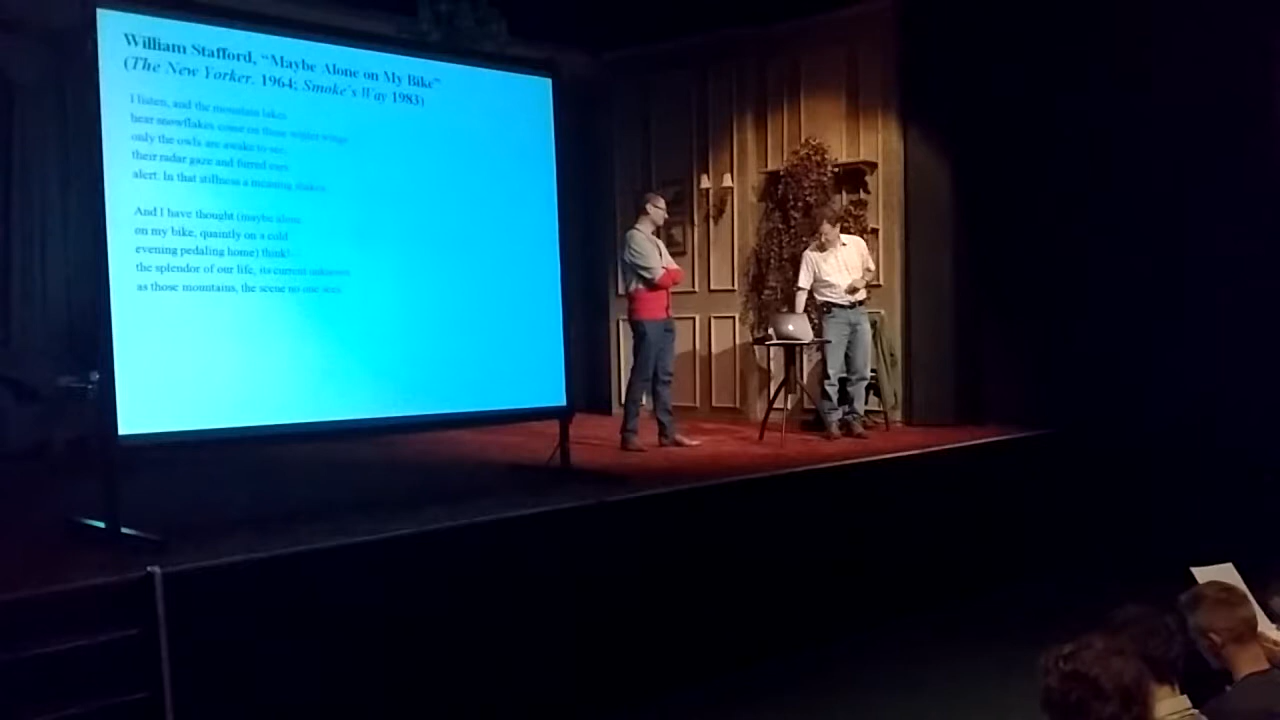 William Stafford, “Maybe Alone on My Bike”
(The New Yorker. 1964; Smoke's Way 1983)
I listen, and the mountain lakes
hear snowflakes come on those winter wings
only the owls are awake to see,
their radar gaze and furred ears
alert. In that stillness a meaning shakes
And I have thought (maybe alone
on my bike, quaintly on a cold
evening pedaling home) think!–
the splendor of our life, its current unknown
as those mountains, the scene no one sees.